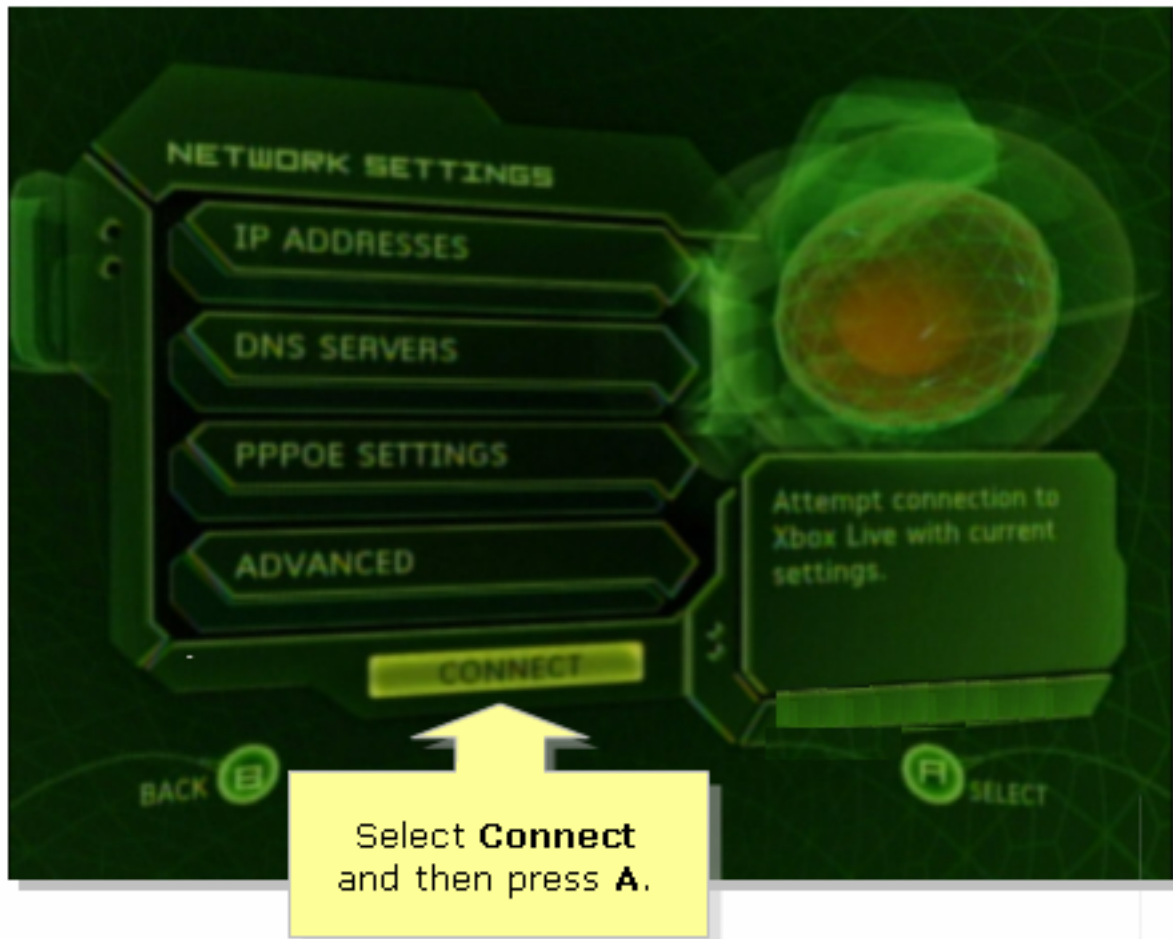 NETWORK SETTINGS
IP ADDRESSES
DNS SERVERS
PPPOE SETTINGS
ADVANCED
CONNECT
Attempt connection to
Xbox Live with current
settings.
BACK B
A SELECT
Select Connect
and then press A.